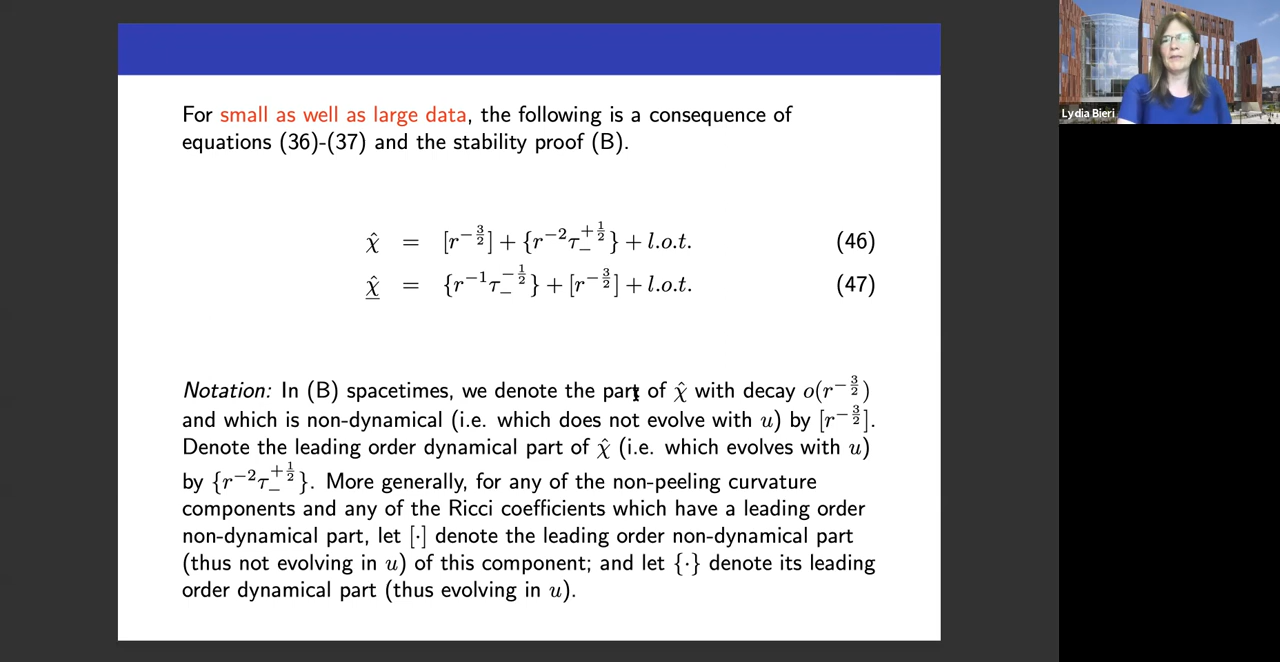 For small as well as large data, the following is a consequence of
equations (36)-(37) and the stability proof (B).
χ̂ = [r^{-3/2}] + {r^{-2}τ_-^{+1/2}} + l.o.t. (46)
χ̲̂ = {r^{-1}τ_-^{-1/2}} + [r^{-3/2}] + l.o.t. (47)
Notation: In (B) spacetimes, we denote the part of χ̂ with decay o(r^{-3/2})
and which is non-dynamical (i.e. which does not evolve with u) by [r^{-3/2}].
Denote the leading order dynamical part of χ̂ (i.e. which evolves with u)
by {r^{-2}τ_-^{+1/2}}. More generally, for any of the non-peeling curvature
components and any of the Ricci coefficients which have a leading order
non-dynamical part, let [·] denote the leading order non-dynamical part
(thus not evolving in u) of this component; and let {·} denote its leading
order dynamical part (thus evolving in u).
Lydia Bieri